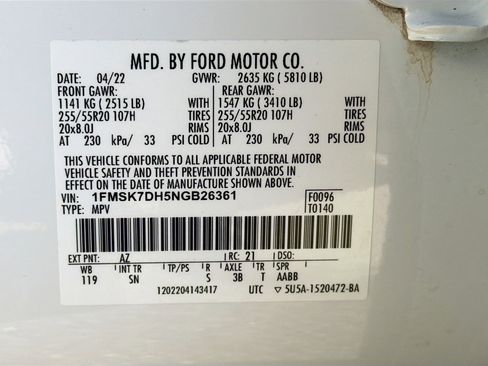 MFD. BY FORD MOTOR CO.
DATE: 04/22 GVWR: 2635 KG ( 5810 LB)
FRONT GAWR: REAR GAWR:
1141 KG ( 2515 LB) WITH 1547 KG ( 3410 LB) WITH
255/55R20 107H TIRES 255/55R20 107H TIRES
20x8.0J RIMS 20x8.0J RIMS
AT 230 kPa/ 33 PSI COLD AT 230 kPa/ 33 PSI COLD
THIS VEHICLE CONFORMS TO ALL APPLICABLE FEDERAL MOTOR
VEHICLE SAFETY AND THEFT PREVENTION STANDARDS IN
EFFECT ON THE DATE OF MANUFACTURE SHOWN ABOVE.
VIN: 1FMSK7DH5NGB26361 F0096
TYPE: MPV T0140
EXT PNT: AZ RC: 21 DSO:
WB INT TR TP/PS R AXLE TR SPR
119 SN S 3B T AABB
1202204143417 UTC ▽ 5U5A-1520472-BA